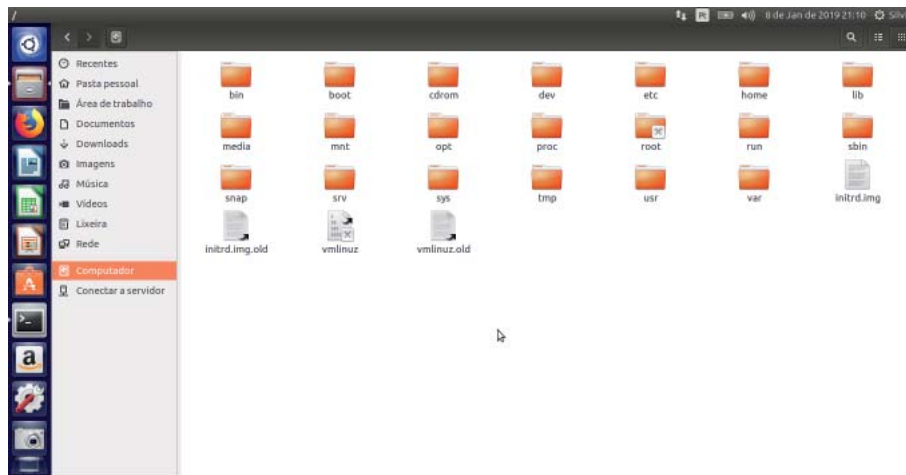 /
Pt
8 de Jan de 2019 21:10
Recentes
Pasta pessoal
Área de trabalho
Documentos
Downloads
Imagens
Música
Vídeos
Lixeira
Rede
Computador
Conectar a servidor
bin boot cdrom dev etc home lib
media mnt opt proc root run sbin
snap srv sys tmp usr var initrd.img
initrd.img.old vmlinuz vmlinuz.old